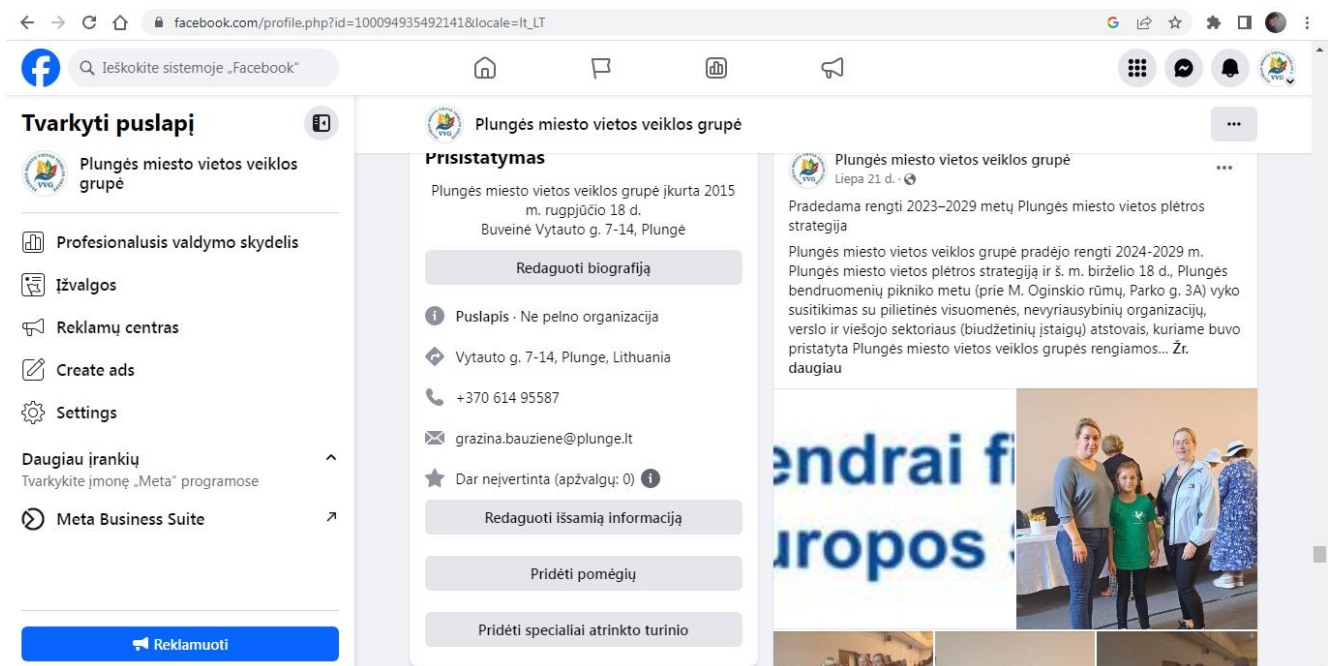 facebook.com/profile.php?id=100094935492141&locale=lt_LT
Ieškokite sistemoje „Facebook“
Tvarkyti puslapį
Plungės miesto vietos veiklos
grupė
Profesionalusis valdymo skydelis
Įžvalgos
Reklamų centras
Create ads
Settings
Daugiau įrankių
Tvarkykite įmonę „Meta“ programose
Meta Business Suite
Reklamuoti
Plungės miesto vietos veiklos grupė
Prisistatymas
Plungės miesto vietos veiklos grupė įkurta 2015
m. rugpjūčio 18 d.
Buveinė Vytauto g. 7-14, Plungė
Redaguoti biografiją
Puslapis · Ne pelno organizacija
Vytauto g. 7-14, Plunge, Lithuania
+370 614 95587
grazina.bauziene@plunge.lt
Dar neįvertinta (apžvalgų: 0)
Redaguoti išsamią informaciją
Pridėti pomėgių
Pridėti specialiai atrinkto turinio
Plungės miesto vietos veiklos grupė
Liepa 21 d. ·
Pradedama rengti 2023–2029 metų Plungės miesto vietos plėtros
strategija
Plungės miesto vietos veiklos grupė pradėjo rengti 2024-2029 m.
Plungės miesto vietos plėtros strategiją ir š. m. birželio 18 d., Plungės
bendruomenių pikniko metu (prie M. Oginskio rūmų, Parko g. 3A) vyko
susitikimas su pilietinės visuomenės, nevyriausybinių organizacijų,
verslo ir viešojo sektoriaus (biudžetinių įstaigų) atstovais, kuriame buvo
pristatyta Plungės miesto vietos veiklos grupės rengiamos... Žr.
daugiau
endrai fi
uropos